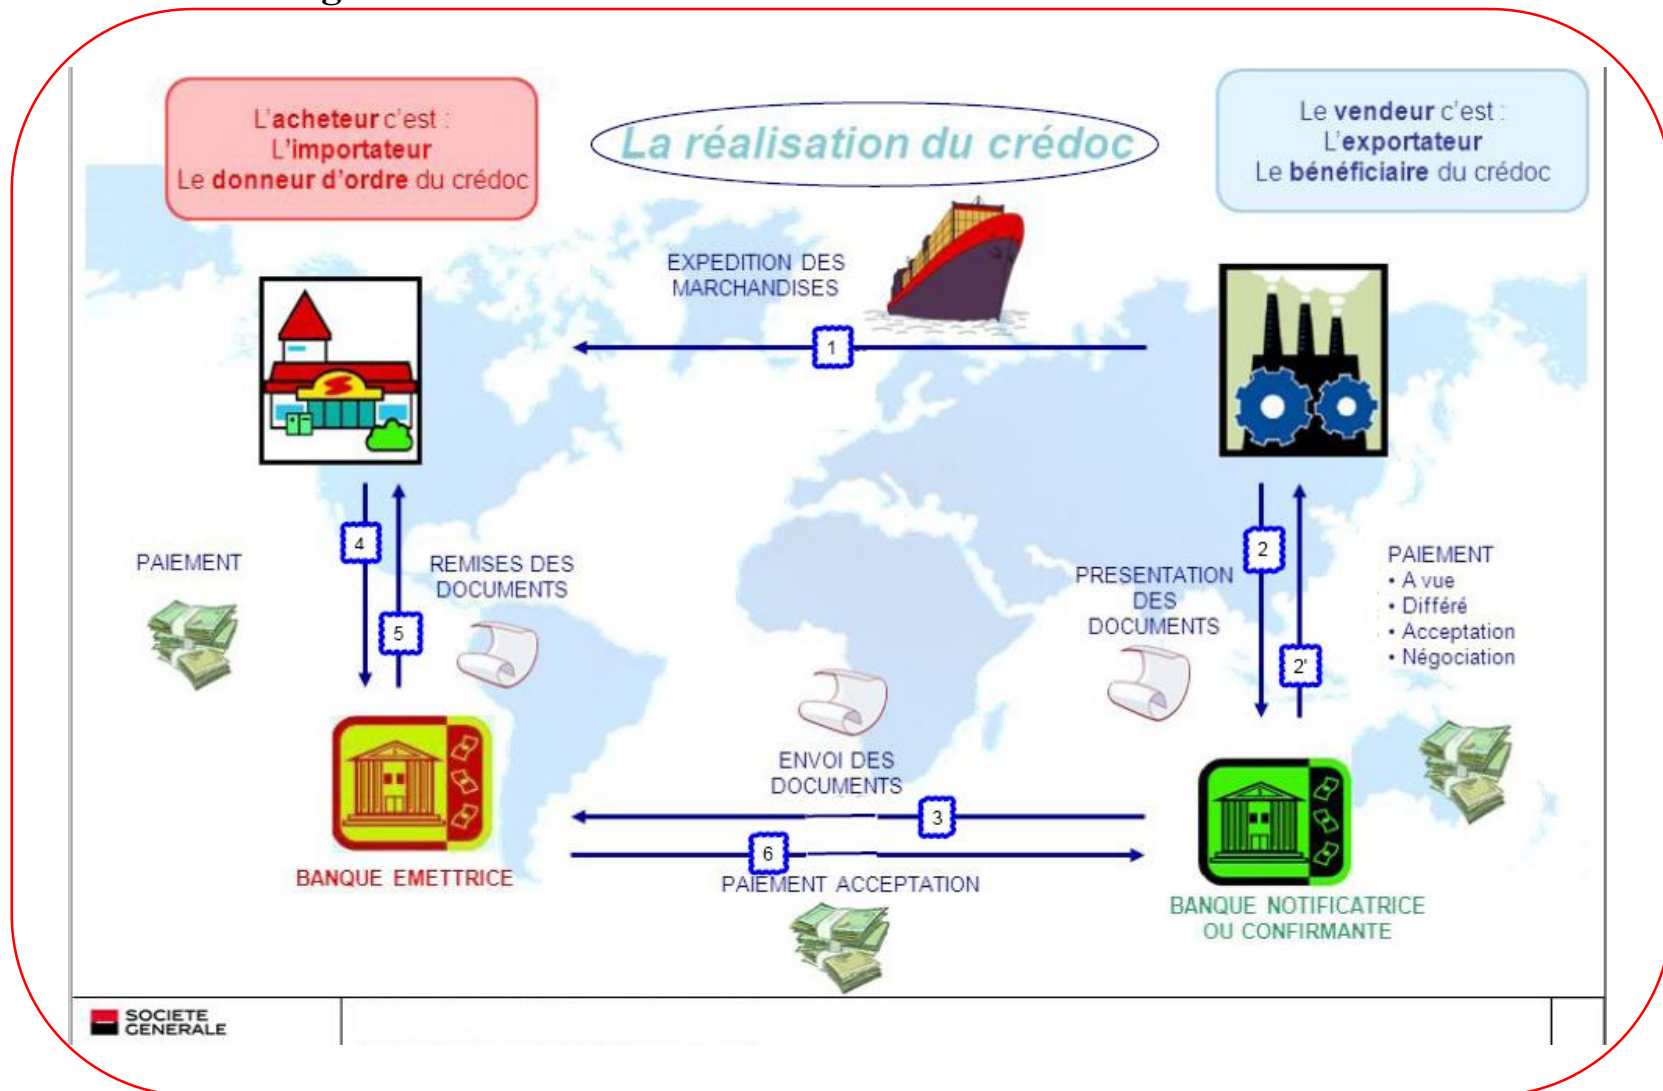 L'acheteur c'est :
L'importateur
Le donneur d'ordre du crédoc
La réalisation du crédoc
Le vendeur c'est :
L'exportateur
Le bénéficiaire du crédoc
EXPEDITION DES
MARCHANDISES
1
PAIEMENT
4
5
REMISES DES
DOCUMENTS
PRESENTATION
DES
DOCUMENTS
2
2'
PAIEMENT
• A vue
• Différé
• Acceptation
• Négociation
ENVOI DES
DOCUMENTS
3
6
PAIEMENT ACCEPTATION
BANQUE EMETTRICE
BANQUE NOTIFICATRICE
OU CONFIRMANTE
SOCIETE
GENERALE